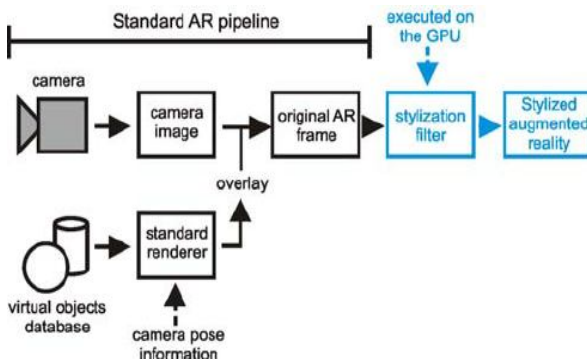 Standard AR pipeline
executed on
the GPU
camera
camera
image
original AR
frame
stylization
filter
Stylized
augmented
reality
overlay
standard
renderer
virtual objects
database
camera pose
information